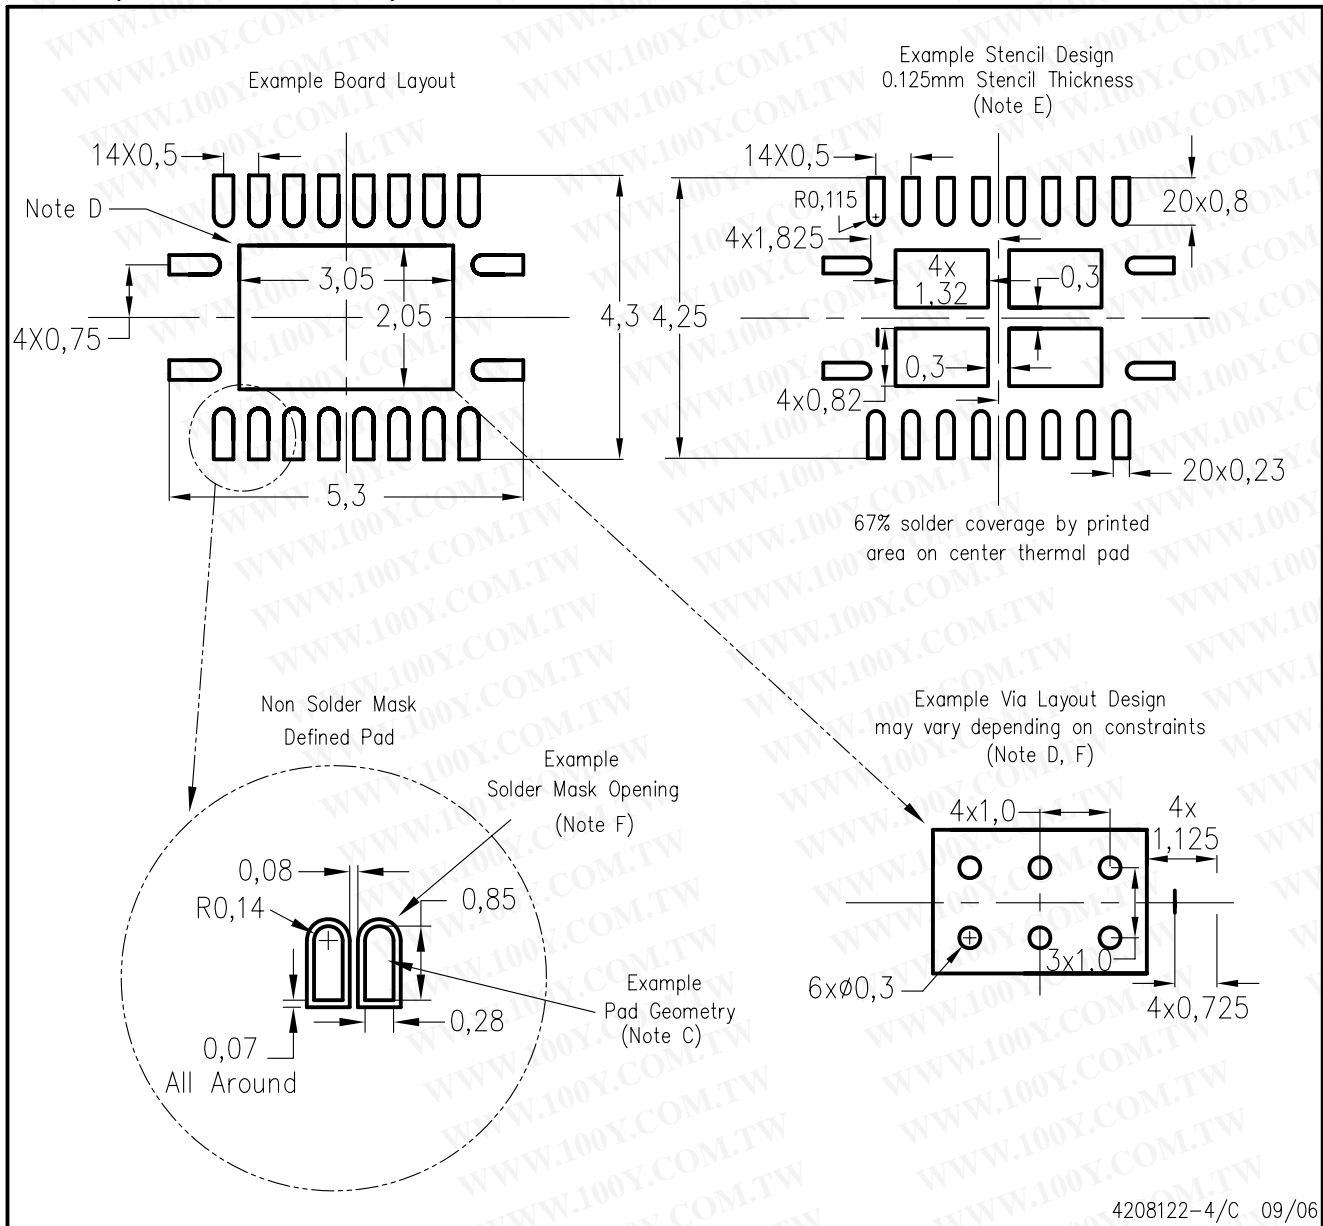 Example Board Layout
14X0,5
Note D
3,05
2,05
4X0,75
4,3
5,3
Example Stencil Design
0.125mm Stencil Thickness
(Note E)
14X0,5
R0,115
4x1,825
20x0,8
4x
1,32
0,3
4,25
0,3
4x0,82
20x0,23
67% solder coverage by printed
area on center thermal pad
Non Solder Mask
Defined Pad
Example
Solder Mask Opening
(Note F)
0,08
R0,14
0,85
Example
Pad Geometry
(Note C)
0,28
0,07
All Around
Example Via Layout Design
may vary depending on constraints
(Note D, F)
4x1,0
4x
1,125
3x1,0
6xø0,3
4x0,725
4208122-4/C 09/06
WWW.100Y.COM.TW